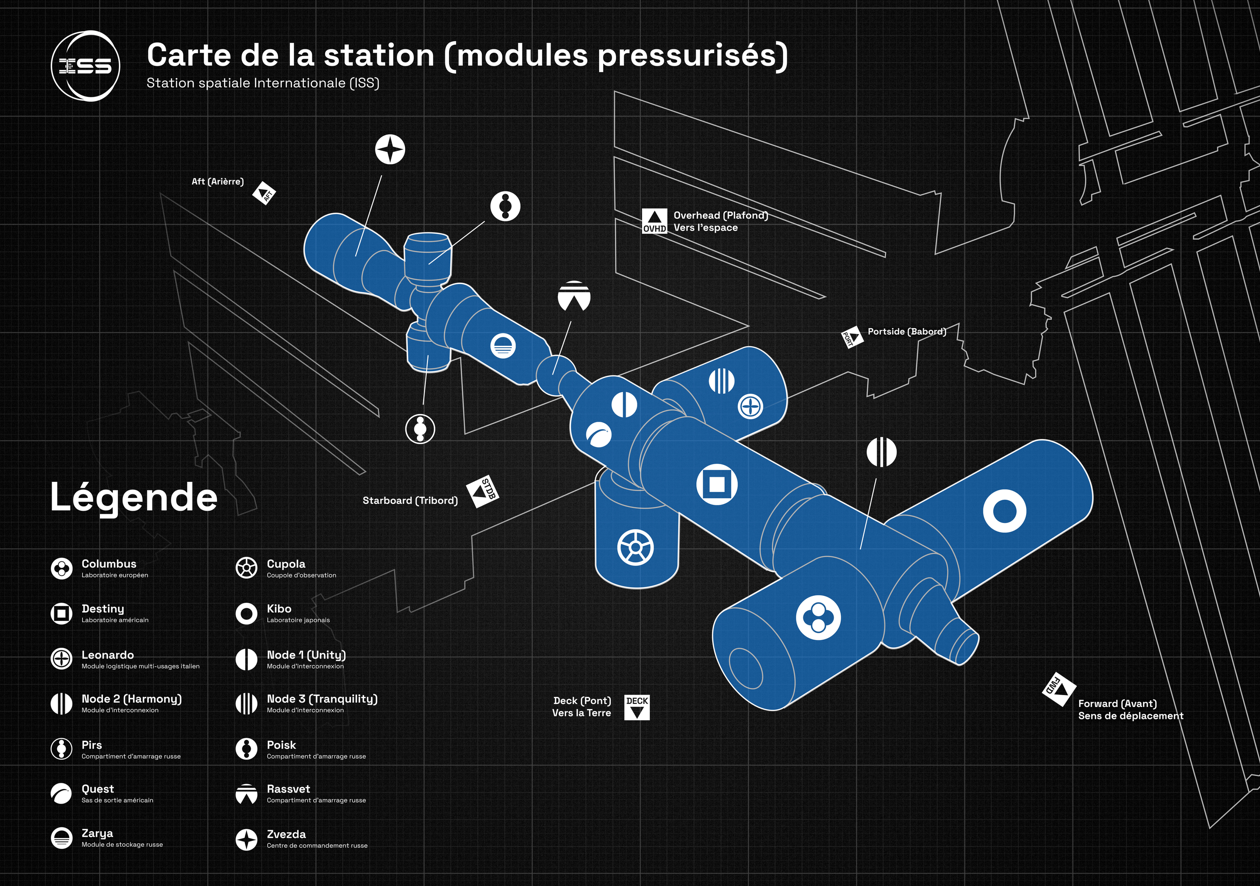 ISS
Carte de la station (modules pressurisés)
Station spatiale Internationale (ISS)
Aft (Arièrre)
AFT
OVHD
Overhead (Plafond)
Vers l'espace
PORT
Portside (Babord)
Starboard (Tribord)
STDB
Deck (Pont)
Vers la Terre
DECK
FWD
Forward (Avant)
Sens de déplacement
Légende
Columbus
Laboratoire européen
Destiny
Laboratoire américain
Leonardo
Module logistique multi-usages italien
Node 2 (Harmony)
Module d'interconnexion
Pirs
Compartiment d'amarrage russe
Quest
Sas de sortie américain
Zarya
Module de stockage russe
Cupola
Coupole d'observation
Kibo
Laboratoire japonais
Node 1 (Unity)
Module d'interconnexion
Node 3 (Tranquility)
Module d'interconnexion
Poisk
Compartiment d'amarrage russe
Rassvet
Compartiment d'amarrage russe
Zvezda
Centre de commandement russe